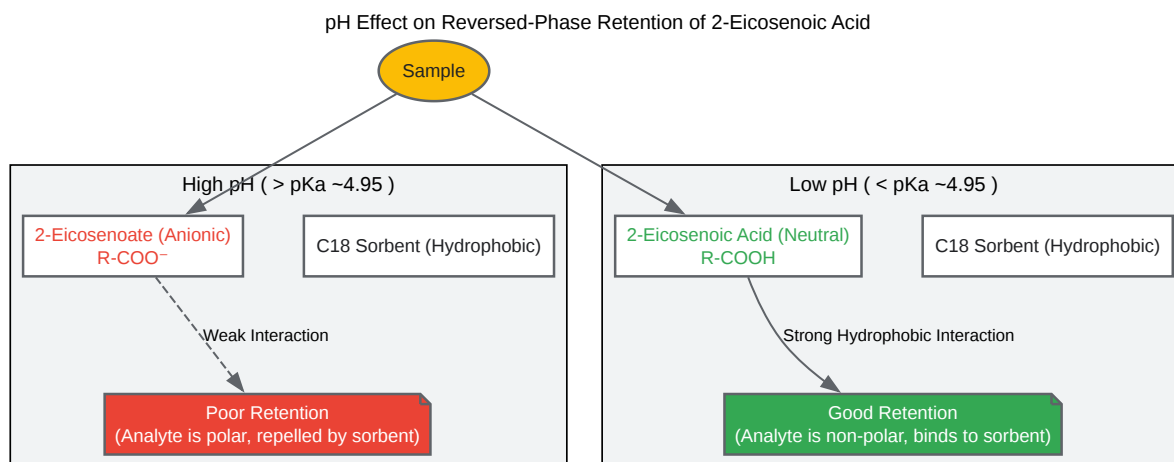 pH Effect on Reversed-Phase Retention of 2-Eicosenoic Acid
Sample
High pH ( > pKa ~4.95 )
2-Eicosenoate (Anionic)
R-COO⁻
C18 Sorbent (Hydrophobic)
Weak Interaction
Poor Retention
(Analyte is polar, repelled by sorbent)
Low pH ( < pKa ~4.95 )
2-Eicosenoic Acid (Neutral)
R-COOH
C18 Sorbent (Hydrophobic)
Strong Hydrophobic Interaction
Good Retention
(Analyte is non-polar, binds to sorbent)